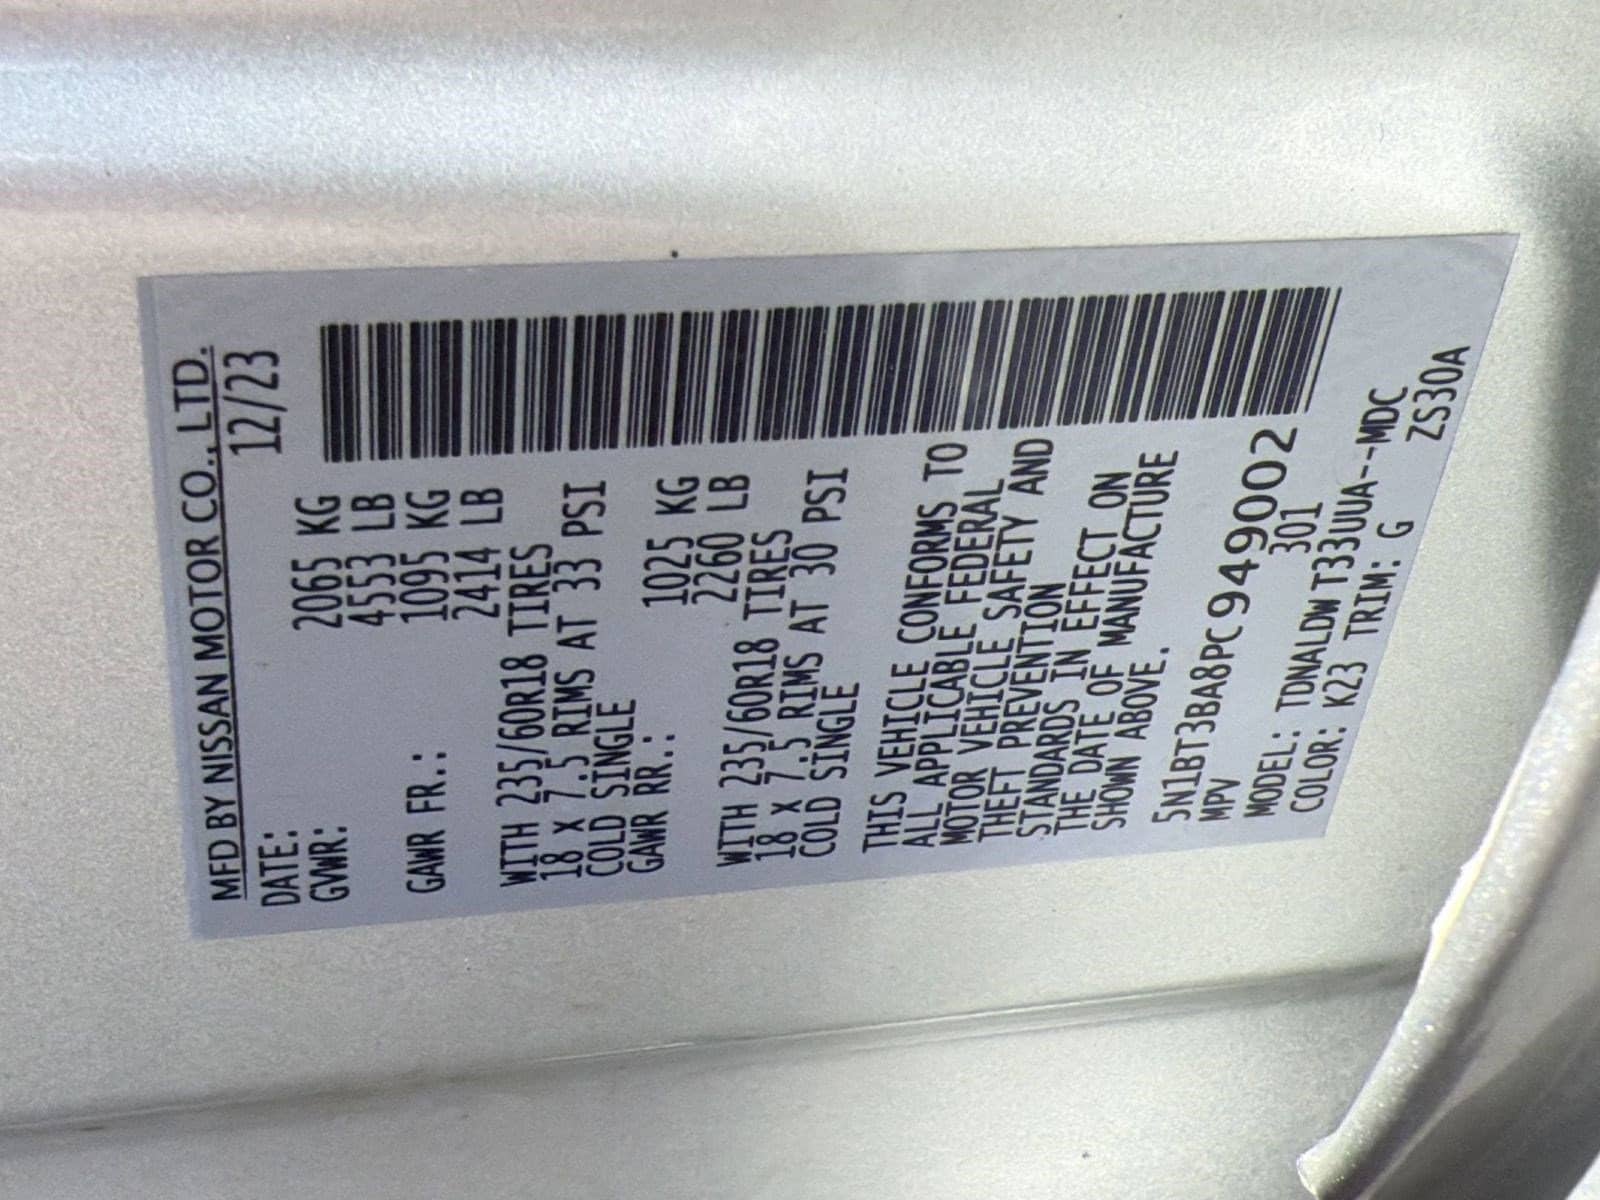 MFD BY NISSAN MOTOR CO., LTD.
DATE: 12/23
GVWR: 2065 KG
4553 LB
GAWR FR.: 1095 KG
2414 LB
WITH 235/60R18 TIRES
18 X 7.5 RIMS AT 33 PSI
COLD SINGLE
GAWR RR.: 1025 KG
2260 LB
WITH 235/60R18 TIRES
18 X 7.5 RIMS AT 30 PSI
COLD SINGLE
THIS VEHICLE CONFORMS TO
ALL APPLICABLE FEDERAL
MOTOR VEHICLE SAFETY AND
THEFT PREVENTION
STANDARDS IN EFFECT ON
THE DATE OF MANUFACTURE
SHOWN ABOVE.
5N1BT3BA8PC949002
MPV 301
MODEL: TDNALDW T33UUA--MDC
COLOR: K23 TRIM: G ZS30A